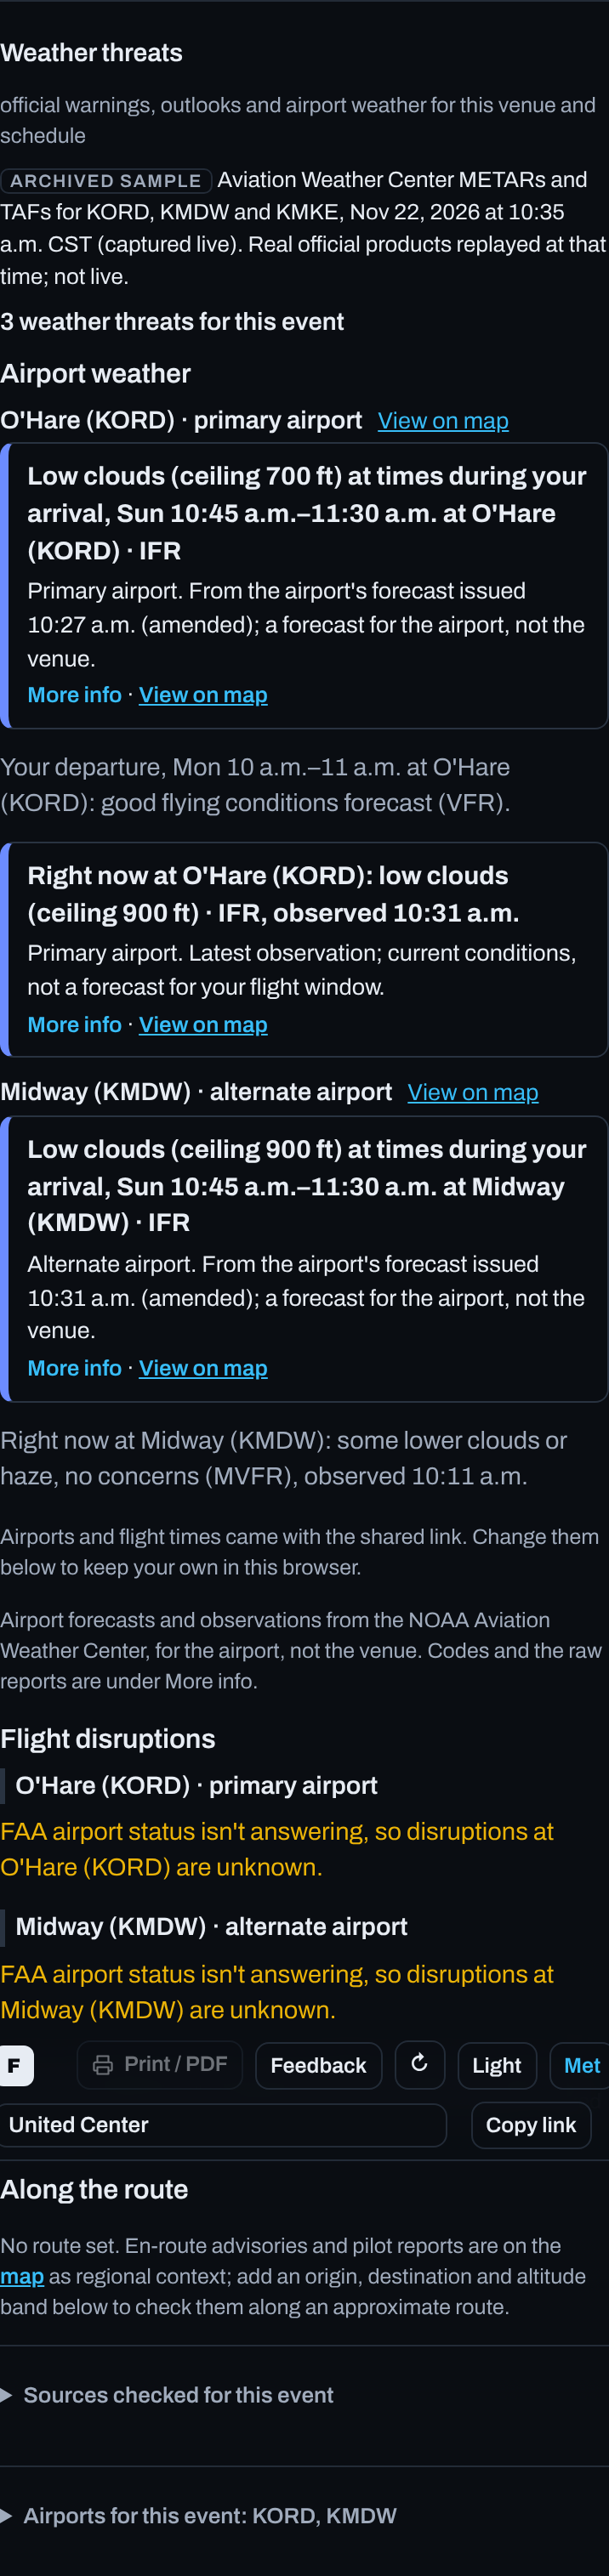 Weather threats
official warnings, outlooks and airport weather for this venue and
schedule
ARCHIVED SAMPLE Aviation Weather Center METARs and
TAFs for KORD, KMDW and KMKE, Nov 22, 2026 at 10:35
a.m. CST (captured live). Real official products replayed at that
time; not live.
3 weather threats for this event
Airport weather
O'Hare (KORD) · primary airport View on map
Low clouds (ceiling 700 ft) at times during your
arrival, Sun 10:45 a.m.–11:30 a.m. at O'Hare
(KORD) · IFR
Primary airport. From the airport's forecast issued
10:27 a.m. (amended); a forecast for the airport, not the
venue.
More info · View on map
Your departure, Mon 10 a.m.–11 a.m. at O'Hare
(KORD): good flying conditions forecast (VFR).
Right now at O'Hare (KORD): low clouds
(ceiling 900 ft) · IFR, observed 10:31 a.m.
Primary airport. Latest observation; current conditions,
not a forecast for your flight window.
More info · View on map
Midway (KMDW) · alternate airport View on map
Low clouds (ceiling 900 ft) at times during your
arrival, Sun 10:45 a.m.–11:30 a.m. at Midway
(KMDW) · IFR
Alternate airport. From the airport's forecast issued
10:31 a.m. (amended); a forecast for the airport, not the
venue.
More info · View on map
Right now at Midway (KMDW): some lower clouds or
haze, no concerns (MVFR), observed 10:11 a.m.
Airports and flight times came with the shared link. Change them
below to keep your own in this browser.
Airport forecasts and observations from the NOAA Aviation
Weather Center, for the airport, not the venue. Codes and the raw
reports are under More info.
Flight disruptions
O'Hare (KORD) · primary airport
FAA airport status isn't answering, so disruptions at
O'Hare (KORD) are unknown.
Midway (KMDW) · alternate airport
FAA airport status isn't answering, so disruptions at
Midway (KMDW) are unknown.
F Print / PDF Feedback Light Met
United Center Copy link
Along the route
No route set. En-route advisories and pilot reports are on the
map as regional context; add an origin, destination and altitude
band below to check them along an approximate route.
Sources checked for this event
Airports for this event: KORD, KMDW